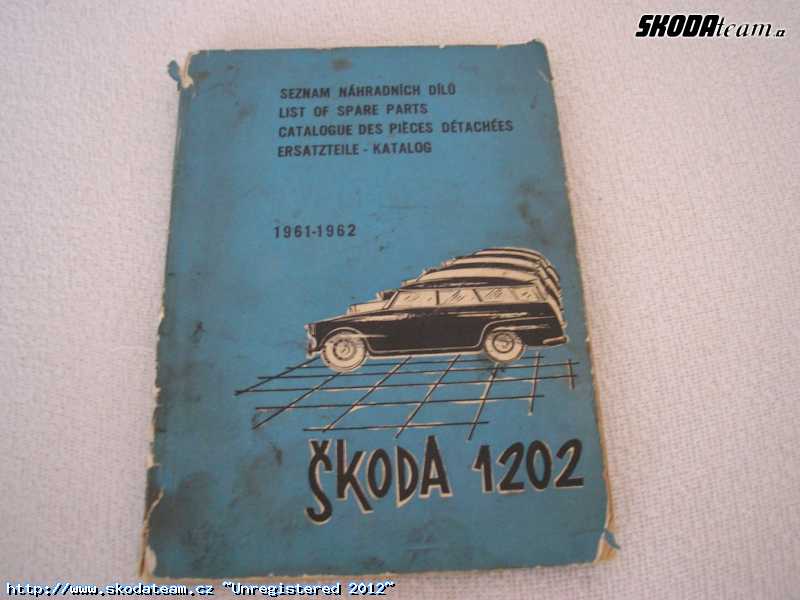 SKODAteam.cz
SEZNAM NÁHRADNÍCH DÍLŮ
LIST OF SPARE PARTS
CATALOGUE DES PIÈCES DÉTACHÉES
ERSATZTEILE - KATALOG
1961-1962
ŠKODA 1202
http://www.skodateam.cz ~Unregistered 2012~